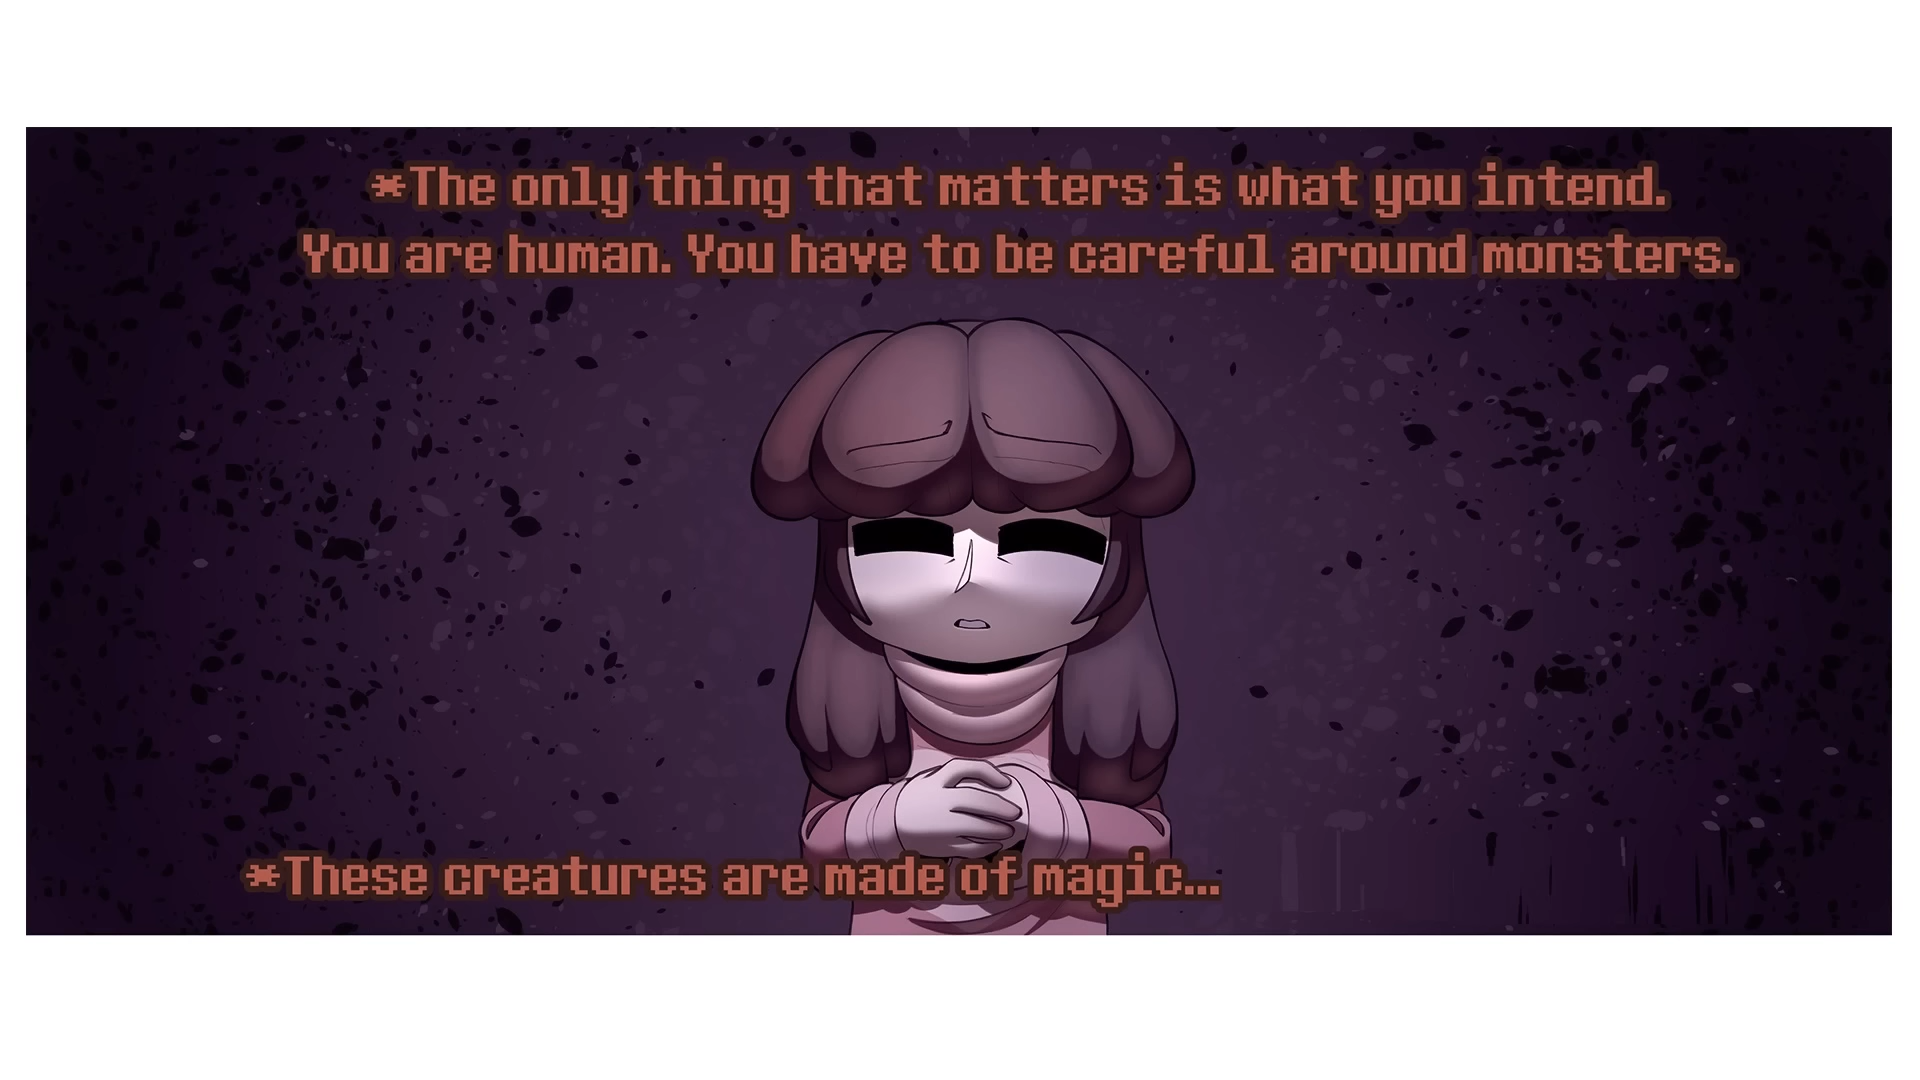 *The only thing that matters is what you intend.
You are human. You have to be careful around monsters.
*These creatures are made of magic...